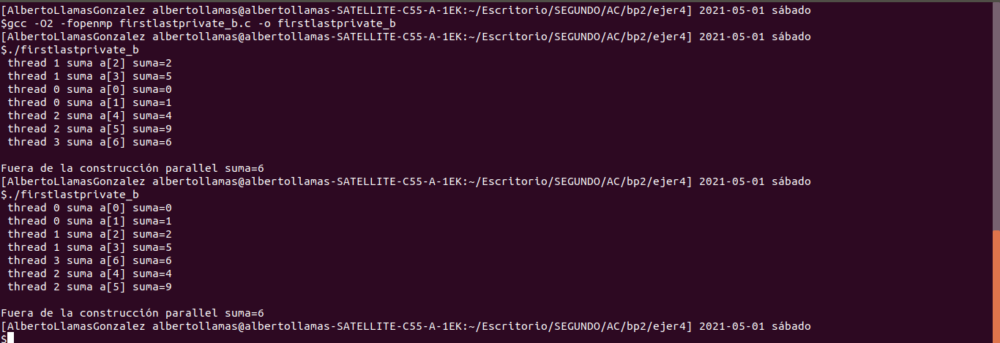 [AlbertoLlamasGonzalez albertollamas@albertollamas-SATELLITE-C55-A-1EK:~/Escritorio/SEGUNDO/AC/bp2/ejer4] 2021-05-01 sábado
$gcc -O2 -fopenmp firstlastprivate_b.c -o firstlastprivate_b
[AlbertoLlamasGonzalez albertollamas@albertollamas-SATELLITE-C55-A-1EK:~/Escritorio/SEGUNDO/AC/bp2/ejer4] 2021-05-01 sábado
$./firstlastprivate_b
thread 1 suma a[2] suma=2
thread 1 suma a[3] suma=5
thread 0 suma a[0] suma=0
thread 0 suma a[1] suma=1
thread 2 suma a[4] suma=4
thread 2 suma a[5] suma=9
thread 3 suma a[6] suma=6
Fuera de la construcción parallel suma=6
[AlbertoLlamasGonzalez albertollamas@albertollamas-SATELLITE-C55-A-1EK:~/Escritorio/SEGUNDO/AC/bp2/ejer4] 2021-05-01 sábado
$./firstlastprivate_b
thread 0 suma a[0] suma=0
thread 0 suma a[1] suma=1
thread 1 suma a[2] suma=2
thread 1 suma a[3] suma=5
thread 3 suma a[6] suma=6
thread 2 suma a[4] suma=4
thread 2 suma a[5] suma=9
Fuera de la construcción parallel suma=6
[AlbertoLlamasGonzalez albertollamas@albertollamas-SATELLITE-C55-A-1EK:~/Escritorio/SEGUNDO/AC/bp2/ejer4] 2021-05-01 sábado
$